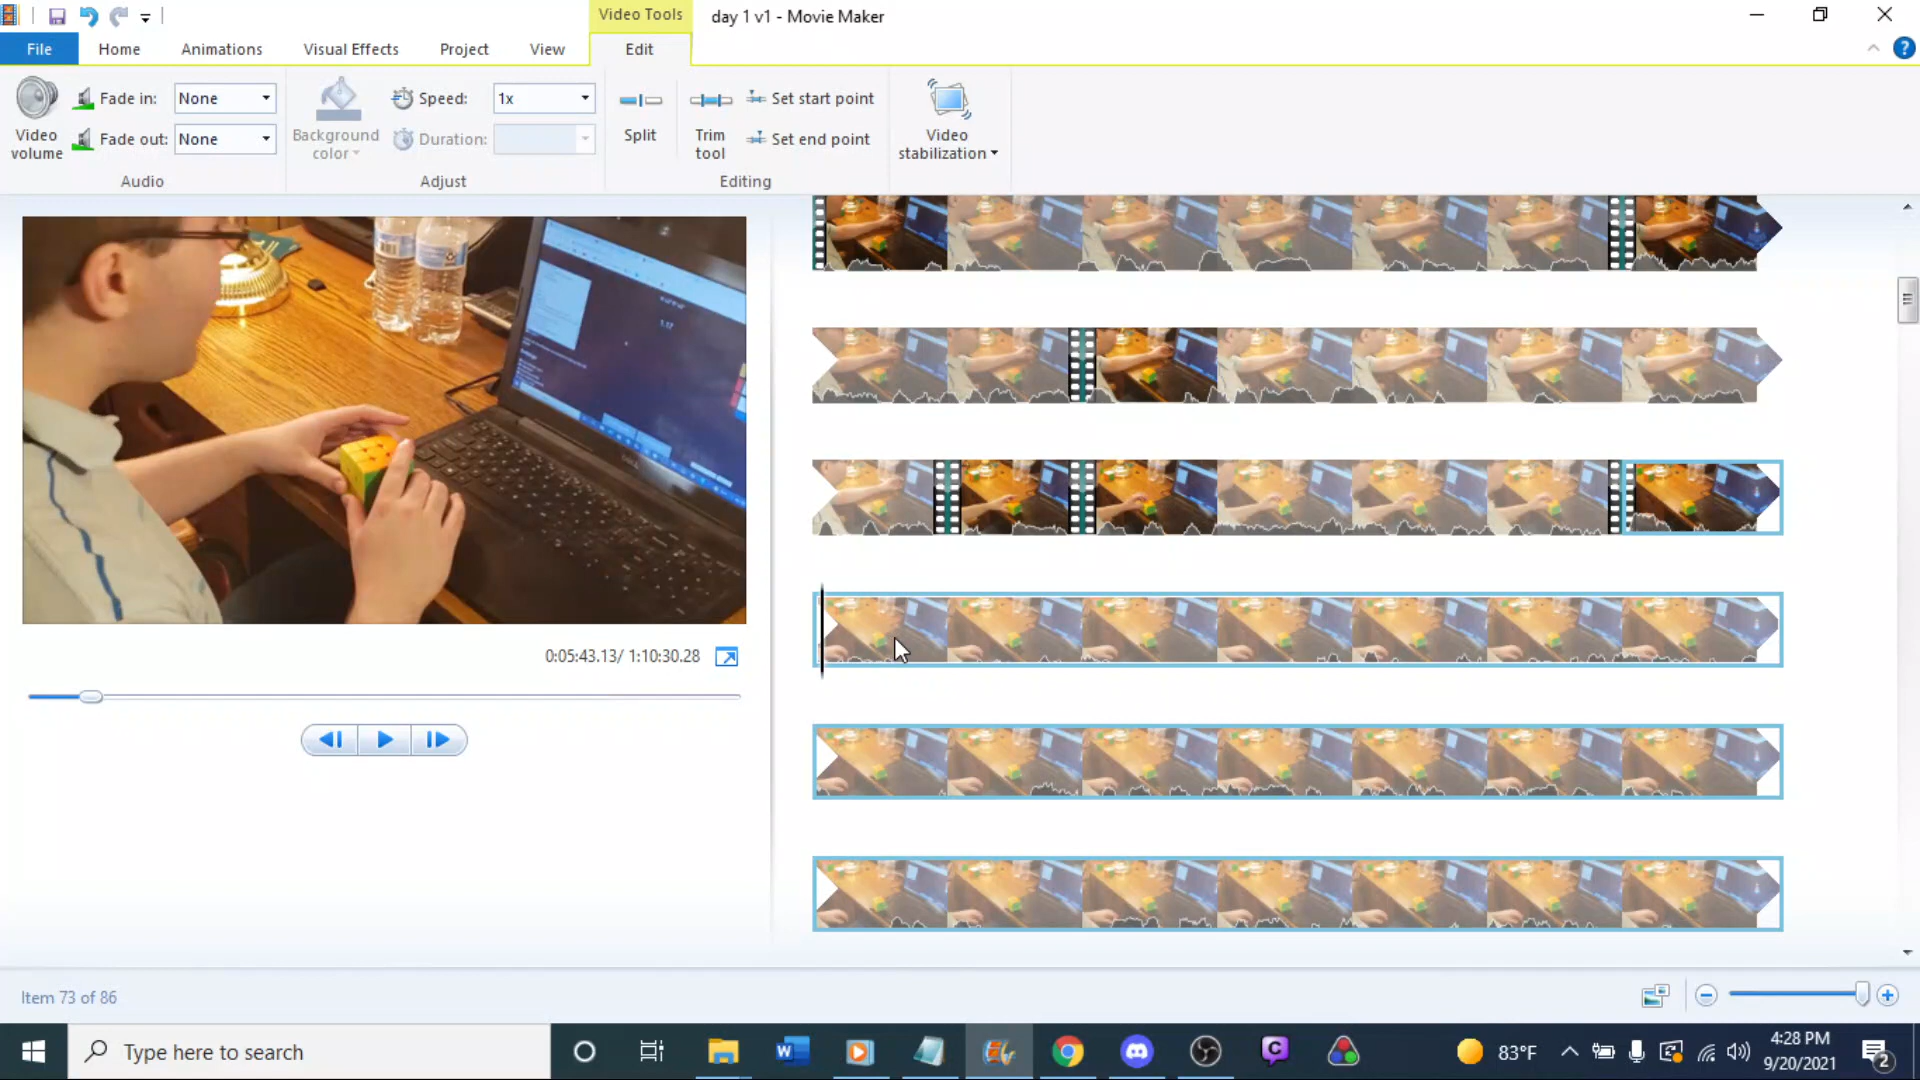 Video Tools
day 1 v1 - Movie Maker
File Home Animations Visual Effects Project View Edit
Fade in: None
Speed: 1x
Set start point
Video volume
Fade out: None
Background color
Duration:
Split
Trim tool
Set end point
Video stabilization
Audio
Adjust
Editing
0:05:43.13/ 1:10:30.28
Item 73 of 86
Type here to search
83°F
4:28 PM
9/20/2021
2